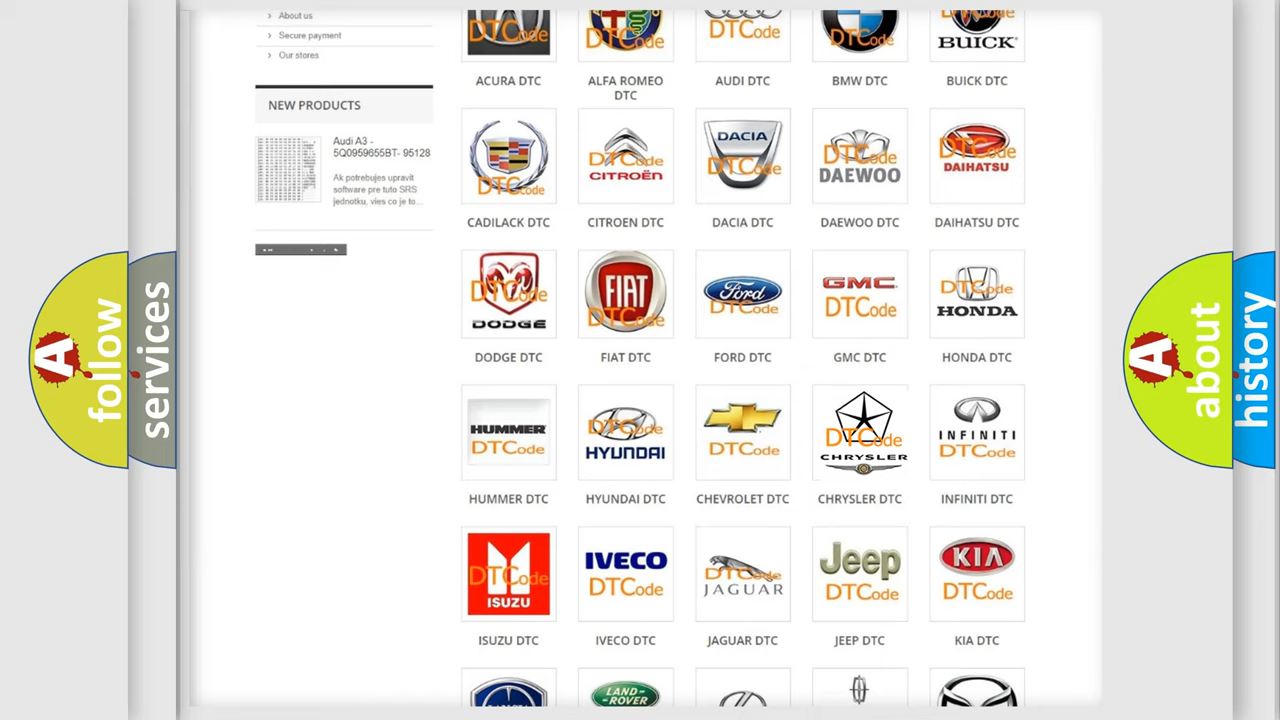 About us
Secure payment
Our stores
NEW PRODUCTS
Audi A3 -
5Q0959655BT- 95128
Ak potrebujes upravit
software pre tuto SRS
jednotku, vies co je to...
DTCode
DTCode
DTCode
DTCode
BUICK
ACURA DTC
ALFA ROMEO
DTC
AUDI DTC
BMW DTC
BUICK DTC
DTCode
DTCode
CITROËN
DACIA
DTCode
DTCode
DAEWOO
DTCode
DAIHATSU
CADILACK DTC
CITROEN DTC
DACIA DTC
DAEWOO DTC
DAIHATSU DTC
DTCode
DODGE
FIAT
DTCode
Ford
DTCode
GMC
DTCode
DTCode
HONDA
DODGE DTC
FIAT DTC
FORD DTC
GMC DTC
HONDA DTC
HUMMER
DTCode
DTCode
HYUNDAI
DTCode
DTCode
CHRYSLER
INFINITI
DTCode
HUMMER DTC
HYUNDAI DTC
CHEVROLET DTC
CHRYSLER DTC
INFINITI DTC
DTCode
ISUZU
IVECO
DTCode
DTCode
JAGUAR
Jeep
DTCode
KIA
DTCode
ISUZU DTC
IVECO DTC
JAGUAR DTC
JEEP DTC
KIA DTC
LAND-
ROVER
A
follow
services
A
about
history